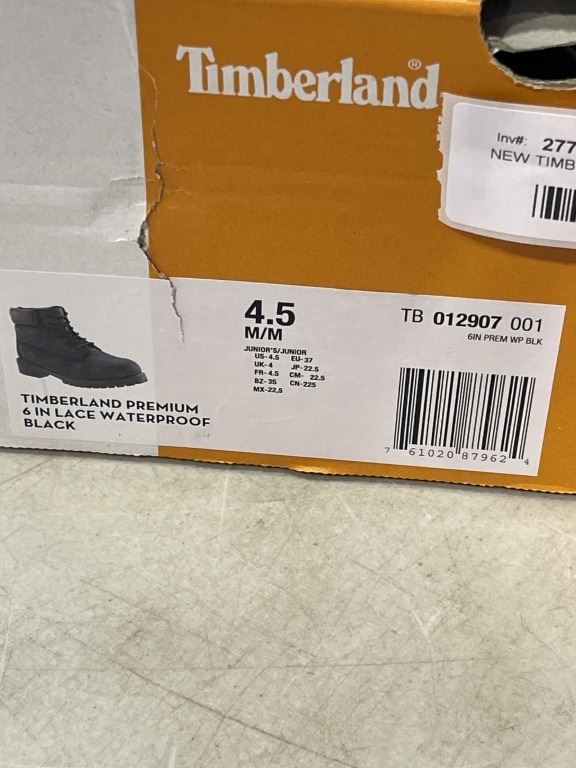 Timberland®
Inv#: 277
NEW TIMB
4.5
M/M
JUNIOR'S/JUNIOR
US- 4.5 EU-37
UK-4 JP-22.5
FR-4.5 CM- 22.5
BZ-35 CN-225
MX-22,5
TB 012907 001
6IN PREM WP BLK
TIMBERLAND PREMIUM
6 IN LACE WATERPROOF
BLACK
7 61020 87962 4